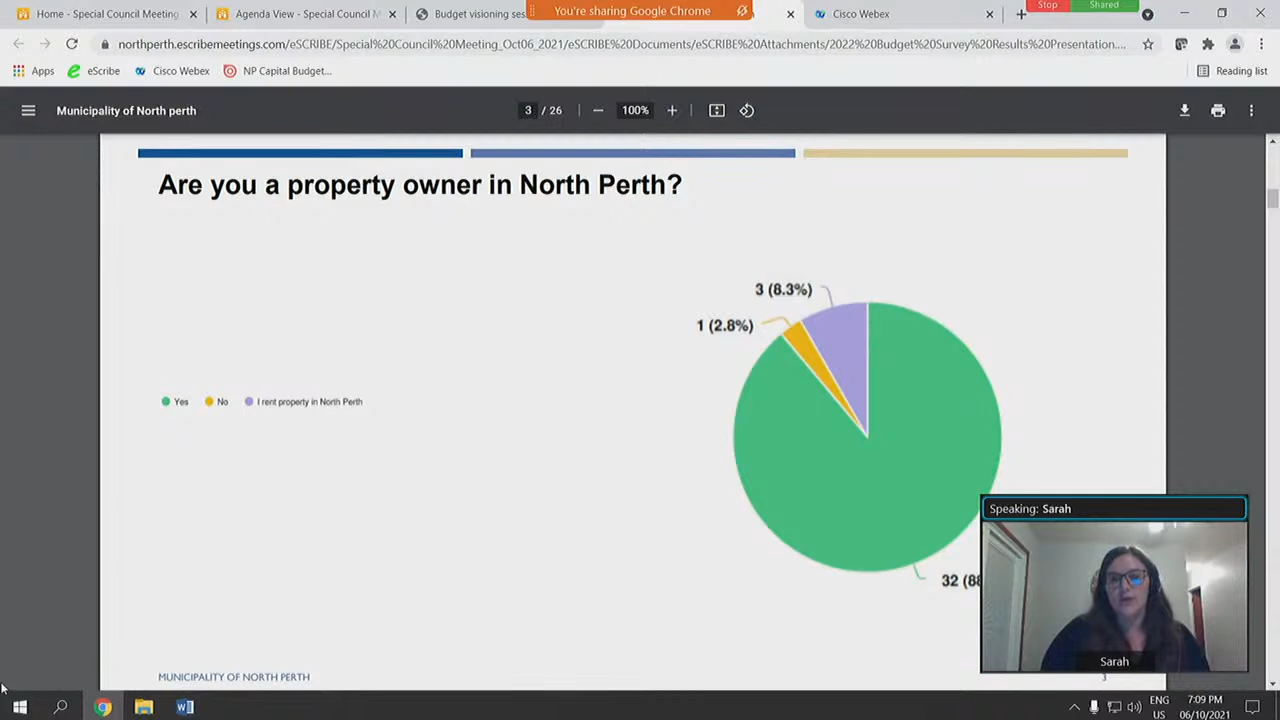 Home - Special Council Meeting
Agenda View - Special Council M
Budget visioning ses
You're sharing Google Chrome
Cisco Webex
Stop
Shared
northperth.escribemeetings.com/eSCRIBE/Special%20Council%20Meeting_Oct06_2021/eSCRIBE%20Documents/eSCRIBE%20Attachments/2022%20Budget%20Survey%20Results%20Presentation....
Apps
eScribe
Cisco Webex
NP Capital Budget...
Reading list
Municipality of North perth
3 / 26
100%
Are you a property owner in North Perth?
3 (8.3%)
1 (2.8%)
Yes
No
I rent property in North Perth
32 (88
Speaking: Sarah
Sarah
MUNICIPALITY OF NORTH PERTH
3
ENG
US
7:09 PM
06/10/2021